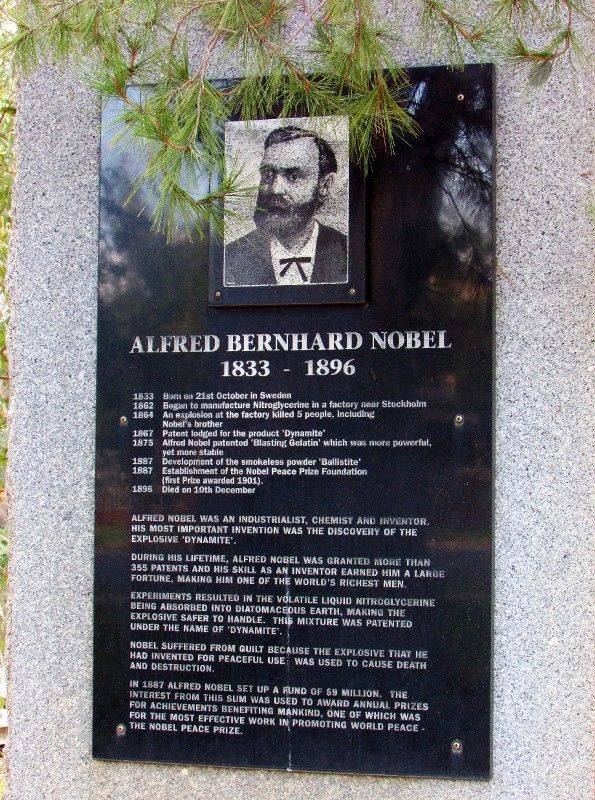 ALFRED BERNHARD NOBEL
1833 - 1896
1833 Born on 21st October in Sweden
1862 Began to manufacture Nitroglycerine in a factory near Stockholm
1864 An explosion at the factory killed 5 people, including
Nobel's brother
1867 Patent lodged for the product 'Dynamite'
1875 Alfred Nobel patented 'Blasting Gelatin' which was more powerful,
yet more stable
1887 Development of the smokeless powder 'Ballistite'
1887 Establishment of the Nobel Peace Prize Foundation
(first Prize awarded 1901).
1896 Died on 10th December
ALFRED NOBEL WAS AN INDUSTRIALIST, CHEMIST AND INVENTOR.
HIS MOST IMPORTANT INVENTION WAS THE DISCOVERY OF THE
EXPLOSIVE 'DYNAMITE'.
DURING HIS LIFETIME, ALFRED NOBEL WAS GRANTED MORE THAN
355 PATENTS AND HIS SKILL AS AN INVENTOR EARNED HIM A LARGE
FORTUNE, MAKING HIM ONE OF THE WORLD'S RICHEST MEN.
EXPERIMENTS RESULTED IN THE VOLATILE LIQUID NITROGLYCERINE
BEING ABSORBED INTO DIATOMACEOUS EARTH, MAKING THE
EXPLOSIVE SAFER TO HANDLE. THIS MIXTURE WAS PATENTED
UNDER THE NAME OF 'DYNAMITE'.
NOBEL SUFFERED FROM GUILT BECAUSE THE EXPLOSIVE THAT HE
HAD INVENTED FOR PEACEFUL USE WAS USED TO CAUSE DEATH
AND DESTRUCTION.
IN 1887 ALFRED NOBEL SET UP A FUND OF $9 MILLION. THE
INTEREST FROM THIS SUM WAS USED TO AWARD ANNUAL PRIZES
FOR ACHIEVEMENTS BENEFITING MANKIND, ONE OF WHICH WAS
FOR THE MOST EFFECTIVE WORK IN PROMOTING WORLD PEACE -
THE NOBEL PEACE PRIZE.